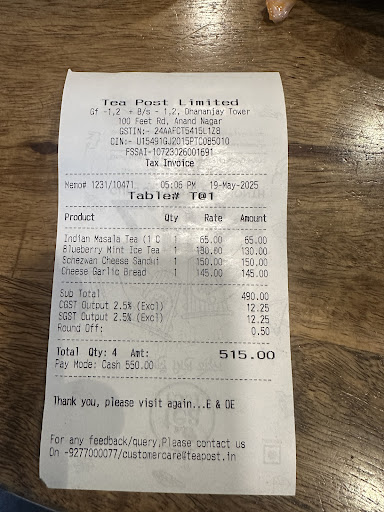 Tea Post Limited
Gf -1,2 + B/s - 1,2, Dhananjay Tower
100 Feet Rd, Anand Nagar
GSTIN:- 24AAFCT5415L1Z8
CIN:- U15491GJ2015PTC085010
FSSAI-10723026001691
Tax Invoice
Memo# 1231/10471 05:06 PM 19-May-2025
Table# T@1
Product Qty Rate Amount
Indian Masala Tea (1 C 1 65.00 65.00
Blueberry Mint Ice Tea 1 130.00 130.00
Schezwan Cheese Sandwi 1 150.00 150.00
Cheese Garlic Bread 1 145.00 145.00
Sub Total 490.00
CGST Output 2.5% (Excl) 12.25
SGST Output 2.5% (Excl) 12.25
Round Off: 0.50
Total Qty: 4 Amt: 515.00
Pay Mode: Cash 550.00
Thank you, please visit again...E & OE
For any feedback/query,Please contact us
On -9277000077/customercare@teapost.in